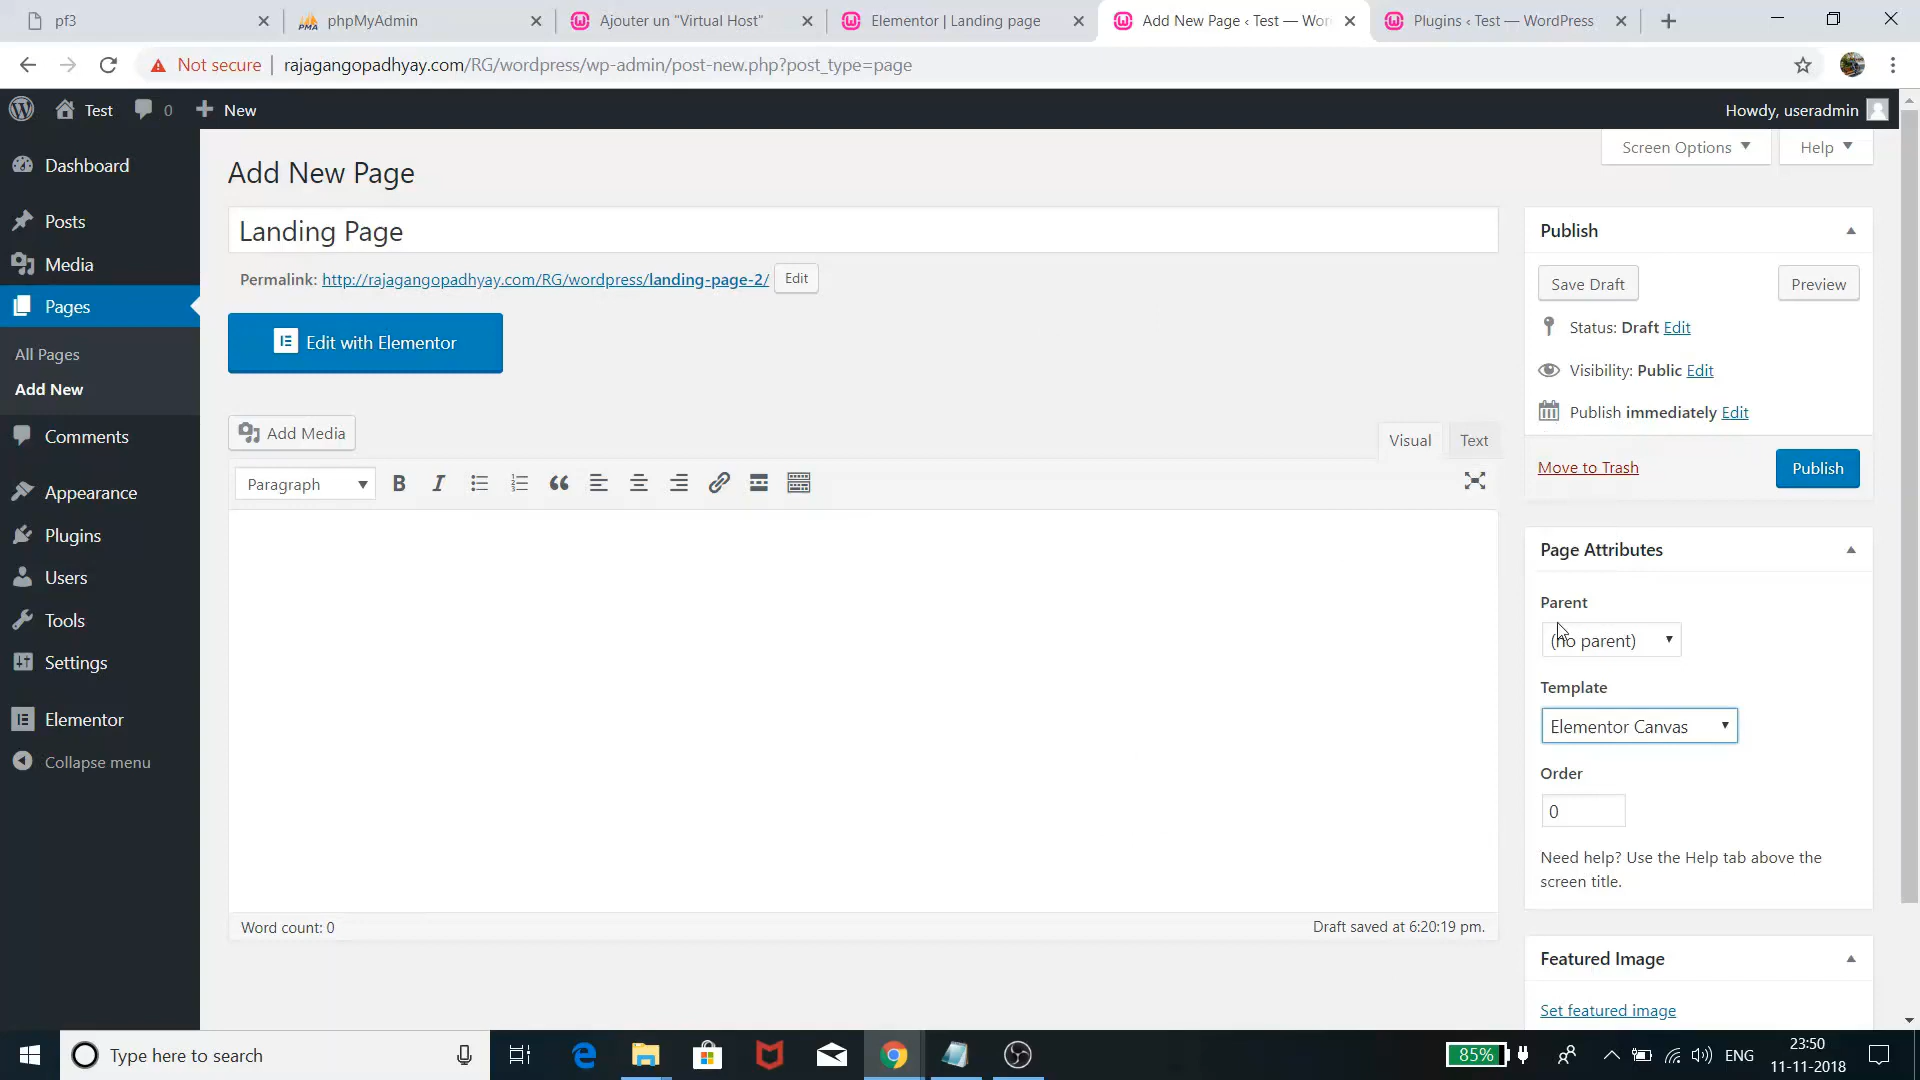 pf3
phpMyAdmin
Ajouter un "Virtual Host"
Elementor | Landing page
Add New Page ‹ Test — Wor
Plugins ‹ Test — WordPress
Not secure
rajagangopadhyay.com/RG/wordpress/wp-admin/post-new.php?post_type=page
Test
0
New
Howdy, useradmin
Dashboard
Posts
Media
Pages
All Pages
Add New
Comments
Appearance
Plugins
Users
Tools
Settings
Elementor
Collapse menu
Screen Options
Help
Add New Page
Landing Page
Permalink: http://rajagangopadhyay.com/RG/wordpress/landing-page-2/ Edit
Edit with Elementor
Add Media
Visual
Text
Paragraph
B I
Word count: 0
Draft saved at 6:20:19 pm.
Publish
Save Draft
Preview
Status: Draft Edit
Visibility: Public Edit
Publish immediately Edit
Move to Trash
Publish
Page Attributes
Parent
(no parent)
Template
Elementor Canvas
Order
0
Need help? Use the Help tab above the
screen title.
Featured Image
Set featured image
Type here to search
85%
ENG
23:50
11-11-2018